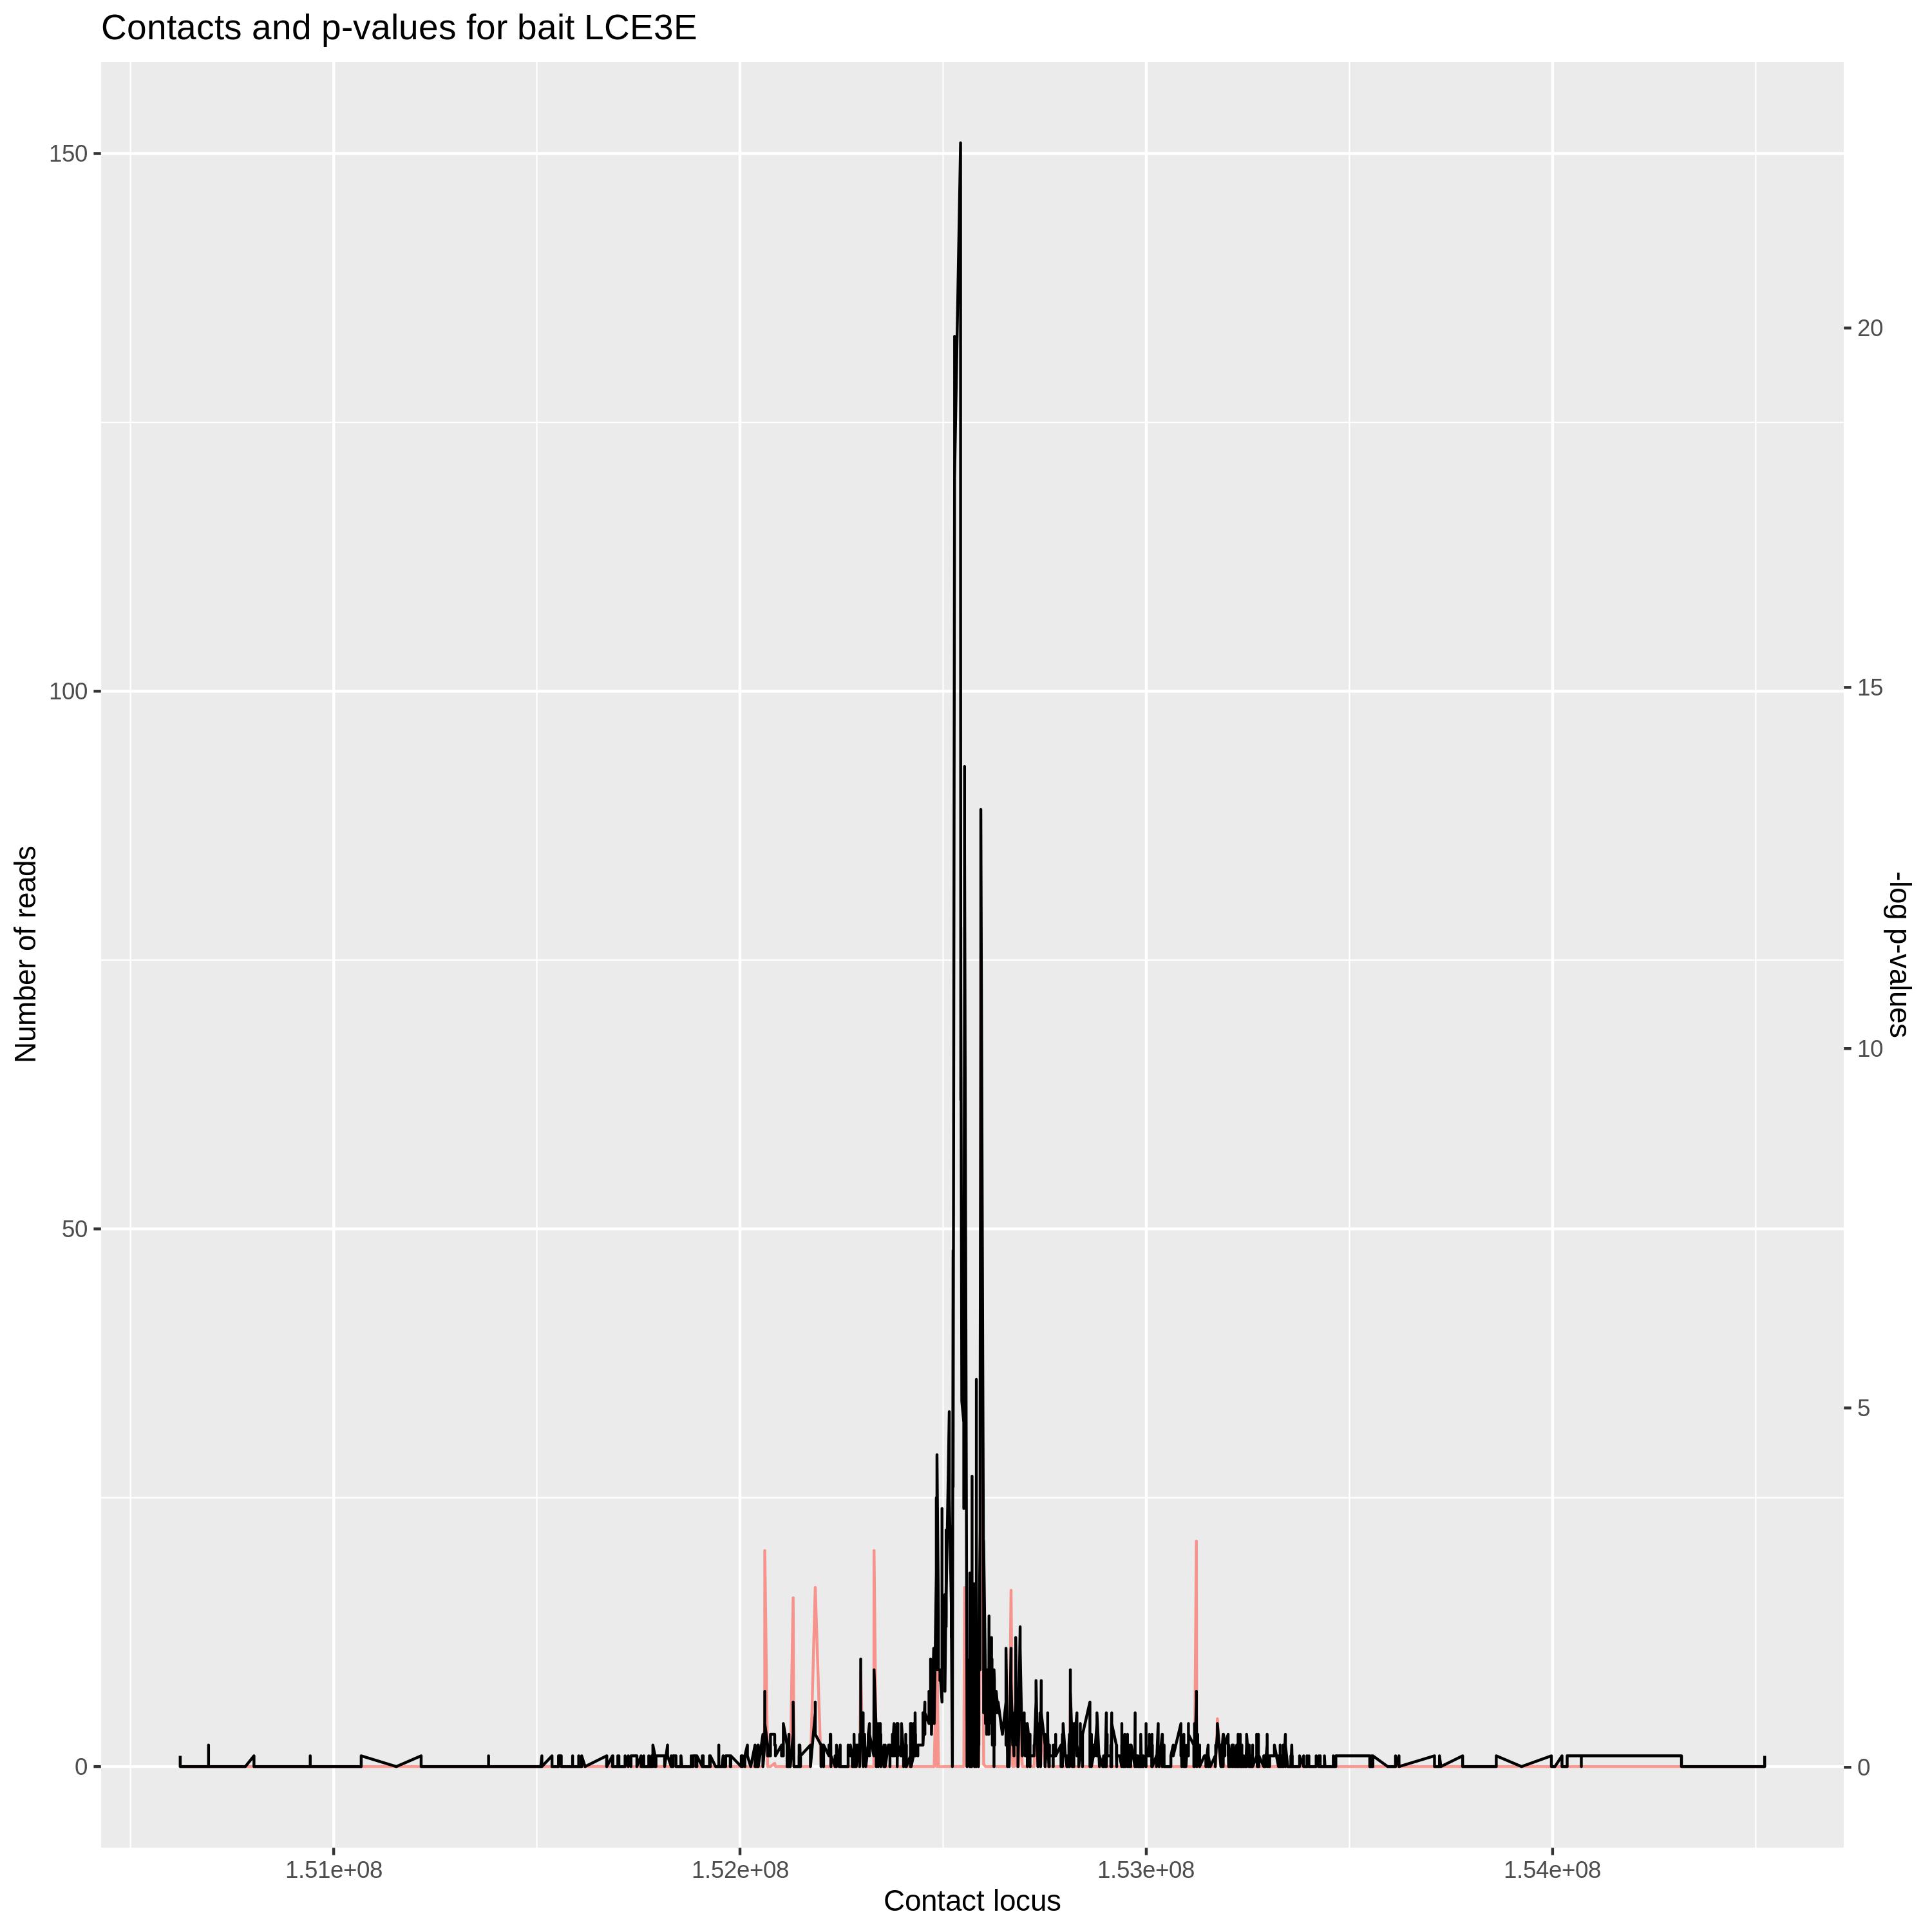 Contacts and p-values for bait LCE3E
150
100
50
0
Number of reads
20
15
10
5
0
-log p-values
1.51e+08
1.52e+08
1.53e+08
1.54e+08
Contact locus